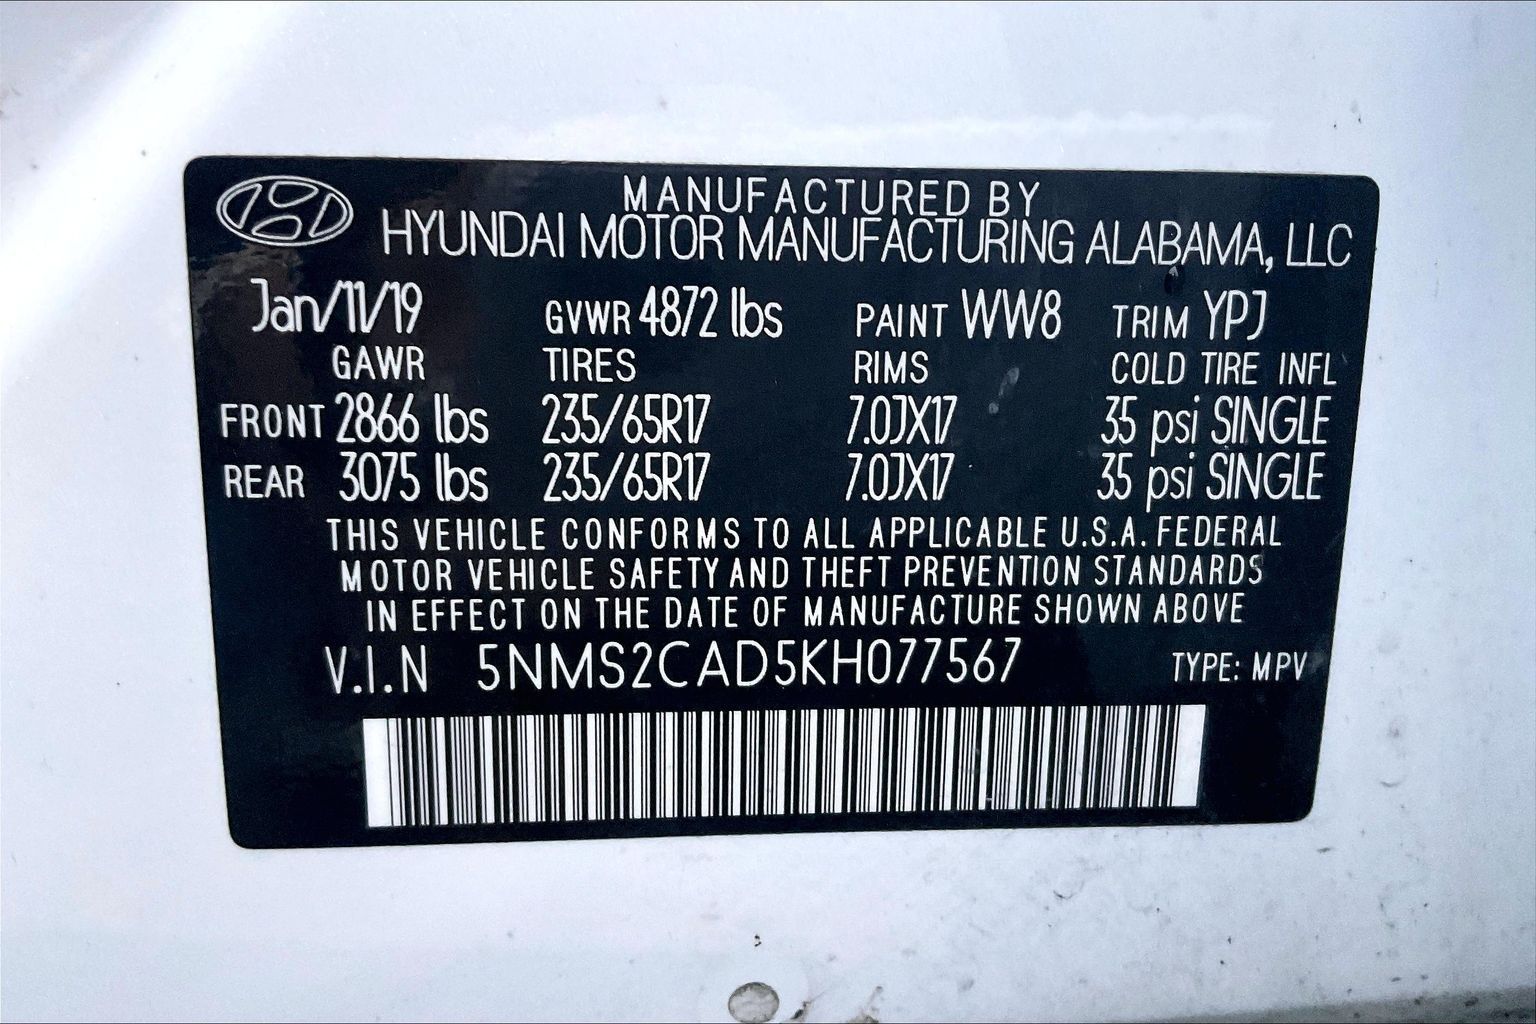 MANUFACTURED BY
HYUNDAI MOTOR MANUFACTURING ALABAMA, LLC
Jan/11/19 GVWR 4872 lbs PAINT WW8 TRIM YPJ
GAWR TIRES RIMS COLD TIRE INFL
FRONT 2866 lbs 235/65R17 7.0JX17 35 psi SINGLE
REAR 3075 lbs 235/65R17 7.0JX17 35 psi SINGLE
THIS VEHICLE CONFORMS TO ALL APPLICABLE U.S.A. FEDERAL
MOTOR VEHICLE SAFETY AND THEFT PREVENTION STANDARDS
IN EFFECT ON THE DATE OF MANUFACTURE SHOWN ABOVE
V.I.N 5NMS2CAD5KH077567 TYPE: MPV